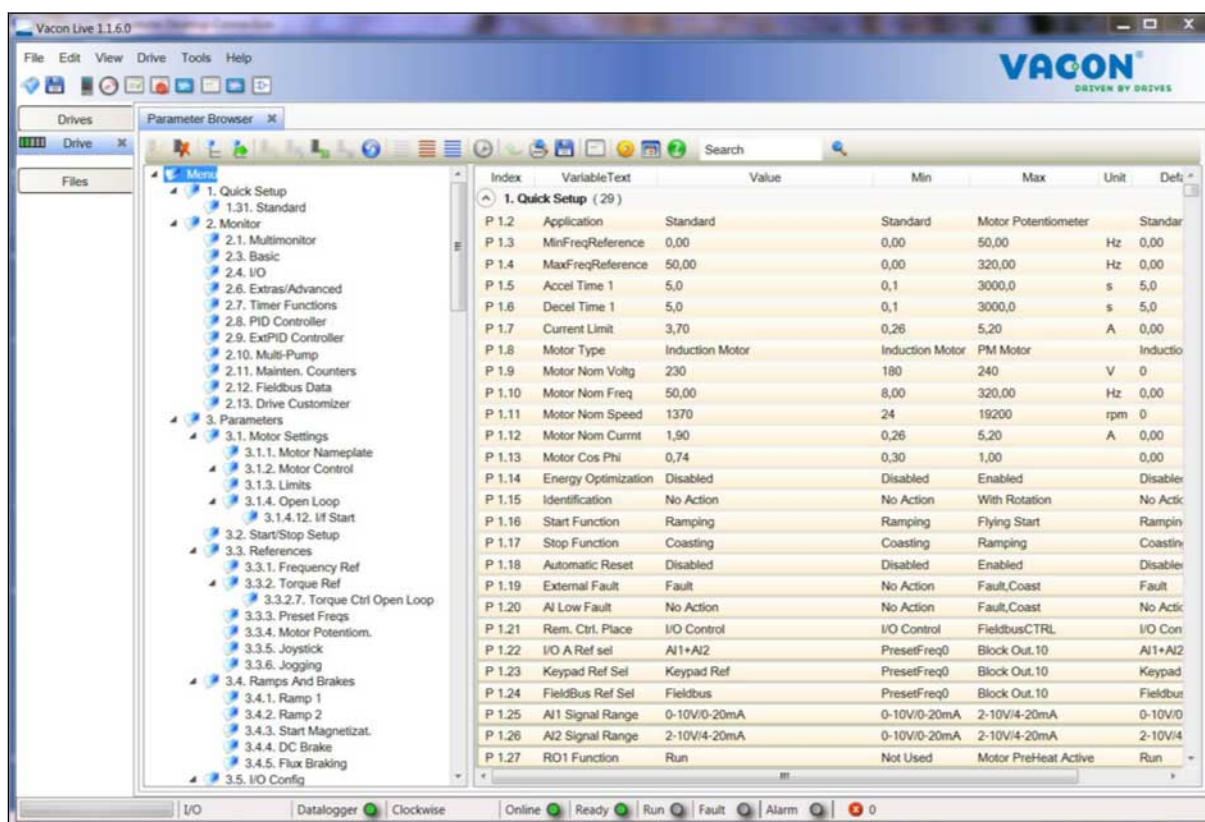 Vacon Live 1.1.6.0
File Edit View Drive Tools Help
VACON®
DRIVEN BY DRIVES
Drives
Drive
Files
Parameter Browser
Search
Menu
1. Quick Setup
1.31. Standard
2. Monitor
2.1. Multimonitor
2.3. Basic
2.4. I/O
2.6. Extras/Advanced
2.7. Timer Functions
2.8. PID Controller
2.9. ExtPID Controller
2.10. Multi-Pump
2.11. Mainten. Counters
2.12. Fieldbus Data
2.13. Drive Customizer
3. Parameters
3.1. Motor Settings
3.1.1. Motor Nameplate
3.1.2. Motor Control
3.1.3. Limits
3.1.4. Open Loop
3.1.4.12. I/f Start
3.2. Start/Stop Setup
3.3. References
3.3.1. Frequency Ref
3.3.2. Torque Ref
3.3.2.7. Torque Ctrl Open Loop
3.3.3. Preset Freqs
3.3.4. Motor Potentiom.
3.3.5. Joystick
3.3.6. Jogging
3.4. Ramps And Brakes
3.4.1. Ramp 1
3.4.2. Ramp 2
3.4.3. Start Magnetizat.
3.4.4. DC Brake
3.4.5. Flux Braking
3.5. I/O Config
Index VariableText Value Min Max Unit Defa
1. Quick Setup (29)
P 1.2 Application Standard Standard Motor Potentiometer Standar
P 1.3 MinFreqReference 0,00 0,00 50,00 Hz 0,00
P 1.4 MaxFreqReference 50,00 0,00 320,00 Hz 0,00
P 1.5 Accel Time 1 5,0 0,1 3000,0 s 5,0
P 1.6 Decel Time 1 5,0 0,1 3000,0 s 5,0
P 1.7 Current Limit 3,70 0,26 5,20 A 0,00
P 1.8 Motor Type Induction Motor Induction Motor PM Motor Inductio
P 1.9 Motor Nom Voltg 230 180 240 V 0
P 1.10 Motor Nom Freq 50,00 8,00 320,00 Hz 0,00
P 1.11 Motor Nom Speed 1370 24 19200 rpm 0
P 1.12 Motor Nom Currnt 1,90 0,26 5,20 A 0,00
P 1.13 Motor Cos Phi 0,74 0,30 1,00 0,00
P 1.14 Energy Optimization Disabled Disabled Enabled Disable
P 1.15 Identification No Action No Action With Rotation No Actic
P 1.16 Start Function Ramping Ramping Flying Start Rampin
P 1.17 Stop Function Coasting Coasting Ramping Coastin
P 1.18 Automatic Reset Disabled Disabled Enabled Disable
P 1.19 External Fault Fault No Action Fault,Coast Fault
P 1.20 AI Low Fault No Action No Action Fault,Coast No Actic
P 1.21 Rem. Ctrl. Place I/O Control I/O Control FieldbusCTRL I/O Con
P 1.22 I/O A Ref sel AI1+AI2 PresetFreq0 Block Out.10 AI1+AI2
P 1.23 Keypad Ref Sel Keypad Ref PresetFreq0 Block Out.10 Keypad
P 1.24 FieldBus Ref Sel Fieldbus PresetFreq0 Block Out.10 Fieldbus
P 1.25 AI1 Signal Range 0-10V/0-20mA 0-10V/0-20mA 2-10V/4-20mA 0-10V/0
P 1.26 AI2 Signal Range 2-10V/4-20mA 0-10V/0-20mA 2-10V/4-20mA 2-10V/4
P 1.27 RO1 Function Run Not Used Motor PreHeat Active Run
I/O Datalogger Clockwise Online Ready Run Fault Alarm 0